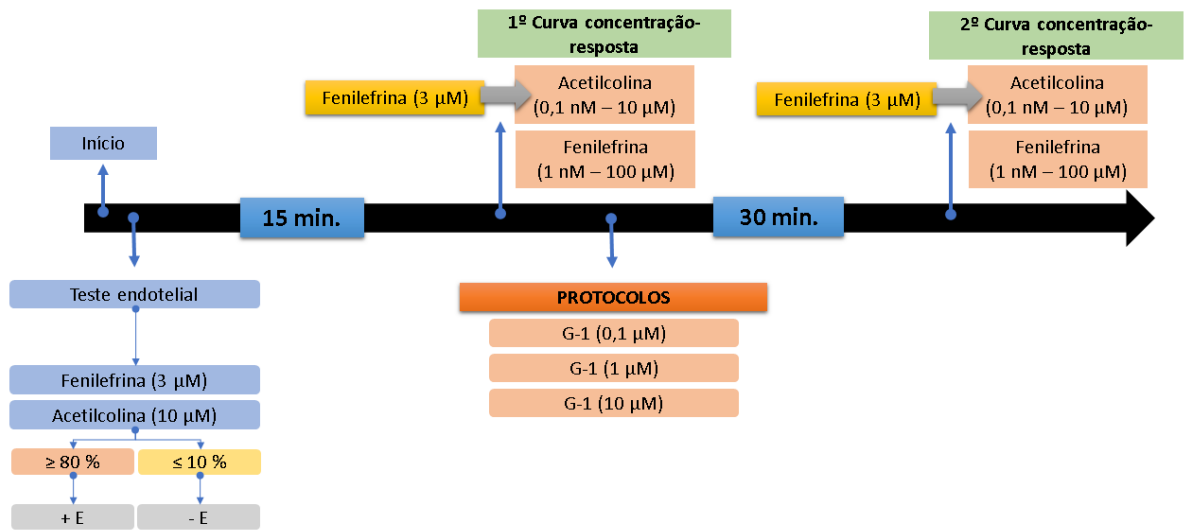 1º Curva concentração-
resposta
2º Curva concentração-
resposta
Fenilefrina (3 µM)
Acetilcolina
(0,1 nM – 10 µM)
Fenilefrina (3 µM)
Acetilcolina
(0,1 nM – 10 µM)
Início
Fenilefrina
(1 nM – 100 µM)
Fenilefrina
(1 nM – 100 µM)
15 min.
30 min.
Teste endotelial
PROTOCOLOS
G-1 (0,1 µM)
G-1 (1 µM)
G-1 (10 µM)
Fenilefrina (3 µM)
Acetilcolina (10 µM)
≥ 80 %
≤ 10 %
+ E
- E